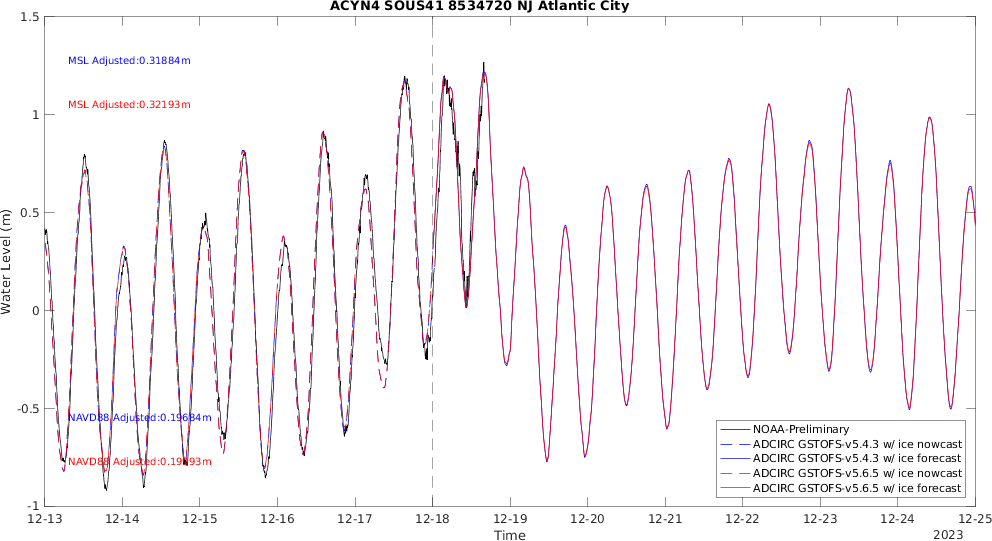 ACYN4 SOUS41 8534720 NJ Atlantic City
1.5
1
0.5
0
-0.5
-1
Water Level (m)
MSL Adjusted:0.31884m
MSL Adjusted:0.32193m
NAVD88 Adjusted:0.19684m
NAVD88 Adjusted:
NOAA-Preliminary
ADCIRC GSTOFS-v5.4.3 w/ ice nowcast
ADCIRC GSTOFS-v5.4.3 w/ ice forecast
ADCIRC GSTOFS-v5.6.5 w/ ice nowcast
ADCIRC GSTOFS-v5.6.5 w/ ice forecast
12-13 12-14 12-15 12-16 12-17 12-18 12-19 12-20 12-21 12-22 12-23 12-24 12-25
Time
2023